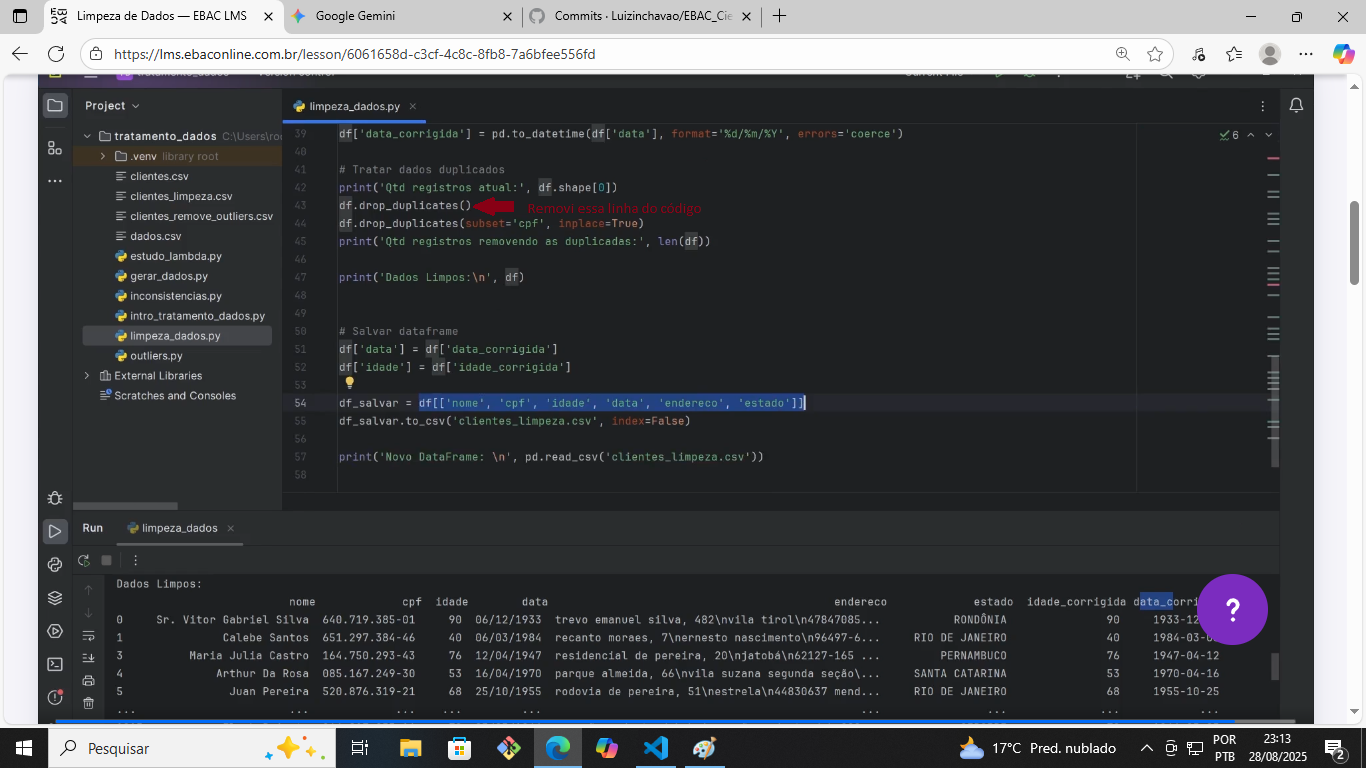 Limpeza de Dados — EBAC LMS
Google Gemini
Commits · Luizinchavao/EBAC_Cie
https://lms.ebaconline.com.br/lesson/6061658d-c3cf-4c8c-8fb8-7a6bfee556fd
Project
limpeza_dados.py
tratamento_dados C:\Users\ro
.venv library root
clientes.csv
clientes_limpeza.csv
clientes_remove_outliers.csv
dados.csv
estudo_lambda.py
gerar_dados.py
inconsistencias.py
intro_tratamento_dados.py
limpeza_dados.py
outliers.py
External Libraries
Scratches and Consoles
6
39 df['data_corrigida'] = pd.to_datetime(df['data'], format='%d/%m/%Y', errors='coerce')
40
41 # Tratar dados duplicados
42 print('Qtd registros atual:', df.shape[0])
43 df.drop_duplicates() Removi essa linha do código
44 df.drop_duplicates(subset='cpf', inplace=True)
45 print('Qtd registros removendo as duplicadas:', len(df))
46
47 print('Dados Limpos:\n', df)
48
49
50 # Salvar dataframe
51 df['data'] = df['data_corrigida']
52 df['idade'] = df['idade_corrigida']
53
54 df_salvar = df[['nome', 'cpf', 'idade', 'data', 'endereco', 'estado']]
55 df_salvar.to_csv('clientes_limpeza.csv', index=False)
56
57 print('Novo DataFrame: \n', pd.read_csv('clientes_limpeza.csv'))
58
Run limpeza_dados
Dados Limpos:
nome cpf idade data endereco estado idade_corrigida data_corri
0 Sr. Vitor Gabriel Silva 640.719.385-01 90 06/12/1933 trevo emanuel silva, 482\nvila tirol\n47847085... RONDÔNIA 90 1933-12
1 Calebe Santos 651.297.384-46 40 06/03/1984 recanto moraes, 7\nernesto nascimento\n96497-6... RIO DE JANEIRO 40 1984-03-0
3 Maria Julia Castro 164.750.293-43 76 12/04/1947 residencial de pereira, 20\njatobá\n62127-165 ... PERNAMBUCO 76 1947-04-12
4 Arthur Da Rosa 085.167.249-30 53 16/04/1970 parque almeida, 66\nvila suzana segunda seção\... SANTA CATARINA 53 1970-04-16
5 Juan Pereira 520.876.319-21 68 25/10/1955 rodovia de pereira, 51\nestrela\n44830637 mend... RIO DE JANEIRO 68 1955-10-25
... ... ... ... ... ... ... ... ...
?
Pesquisar
17°C Pred. nublado
POR
PTB
23:13
28/08/2025
2